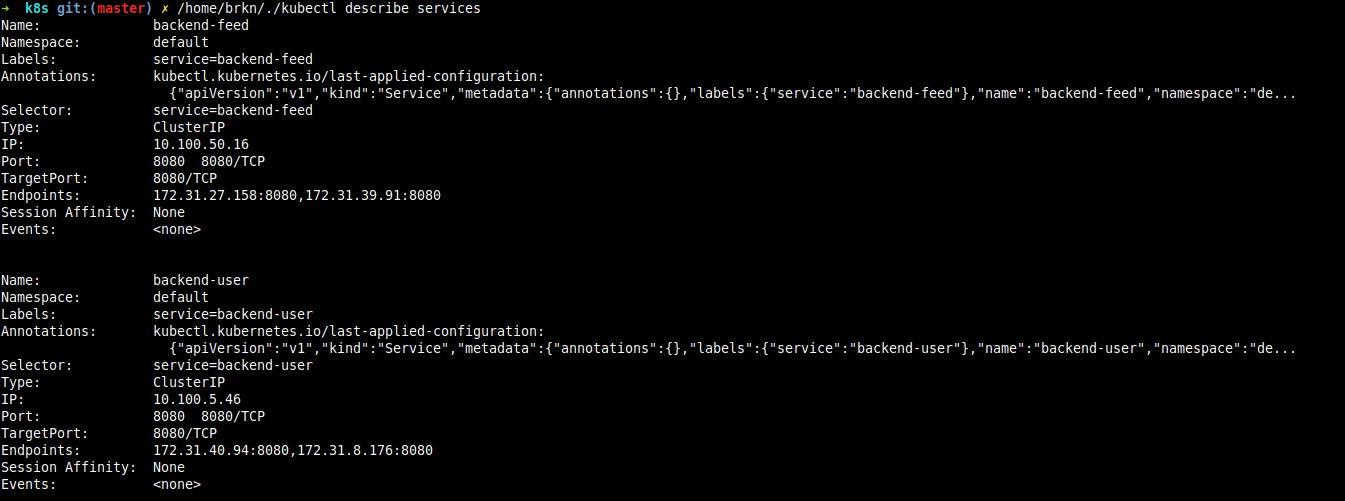 ➜  k8s git:(master) ✗ /home/brkn/./kubectl describe services
Name:              backend-feed
Namespace:         default
Labels:            service=backend-feed
Annotations:       kubectl.kubernetes.io/last-applied-configuration:
                     {"apiVersion":"v1","kind":"Service","metadata":{"annotations":{},"labels":{"service":"backend-feed"},"name":"backend-feed","namespace":"de...
Selector:          service=backend-feed
Type:              ClusterIP
IP:                10.100.50.16
Port:              8080  8080/TCP
TargetPort:        8080/TCP
Endpoints:         172.31.27.158:8080,172.31.39.91:8080
Session Affinity:  None
Events:            <none>
Name:              backend-user
Namespace:         default
Labels:            service=backend-user
Annotations:       kubectl.kubernetes.io/last-applied-configuration:
                     {"apiVersion":"v1","kind":"Service","metadata":{"annotations":{},"labels":{"service":"backend-user"},"name":"backend-user","namespace":"de...
Selector:          service=backend-user
Type:              ClusterIP
IP:                10.100.5.46
Port:              8080  8080/TCP
TargetPort:        8080/TCP
Endpoints:         172.31.40.94:8080,172.31.8.176:8080
Session Affinity:  None
Events:            <none>